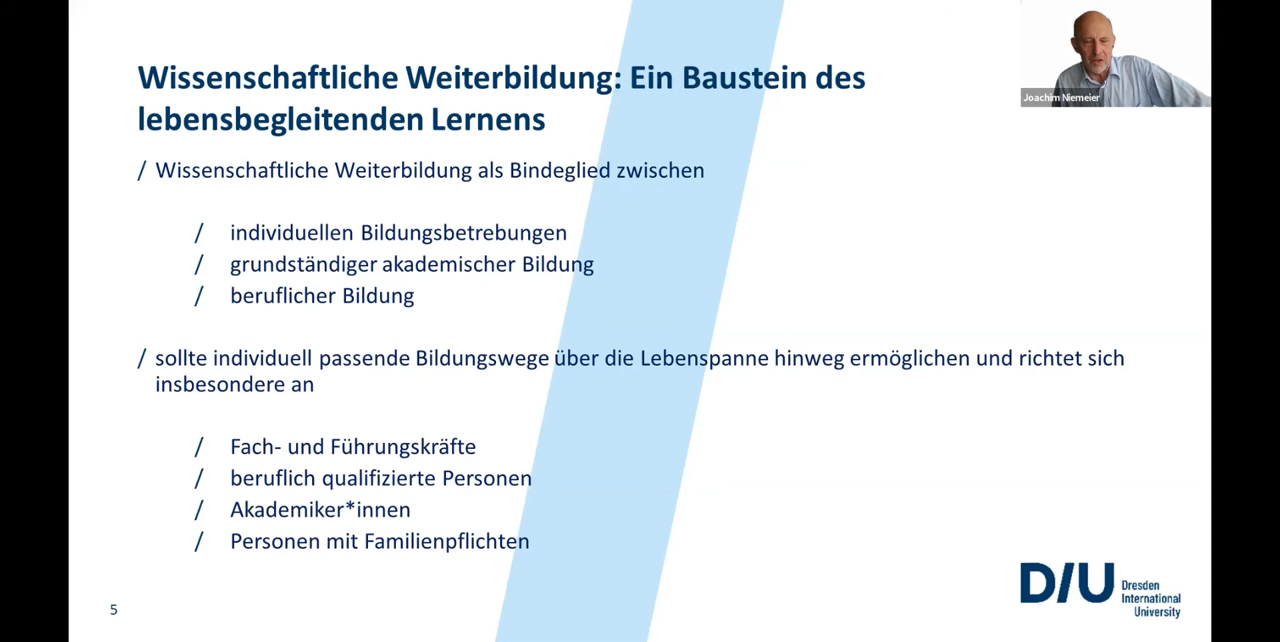 Wissenschaftliche Weiterbildung: Ein Baustein des
lebensbegleitenden Lernens
/ Wissenschaftliche Weiterbildung als Bindeglied zwischen
/ individuellen Bildungsbetrebungen
/ grundständiger akademischer Bildung
/ beruflicher Bildung
/ sollte individuell passende Bildungswege über die Lebenspanne hinweg ermöglichen und richtet sich
insbesondere an
/ Fach- und Führungskräfte
/ beruflich qualifizierte Personen
/ Akademiker*innen
/ Personen mit Familienpflichten
5
Joachim Niemeier
D/U Dresden
International
University